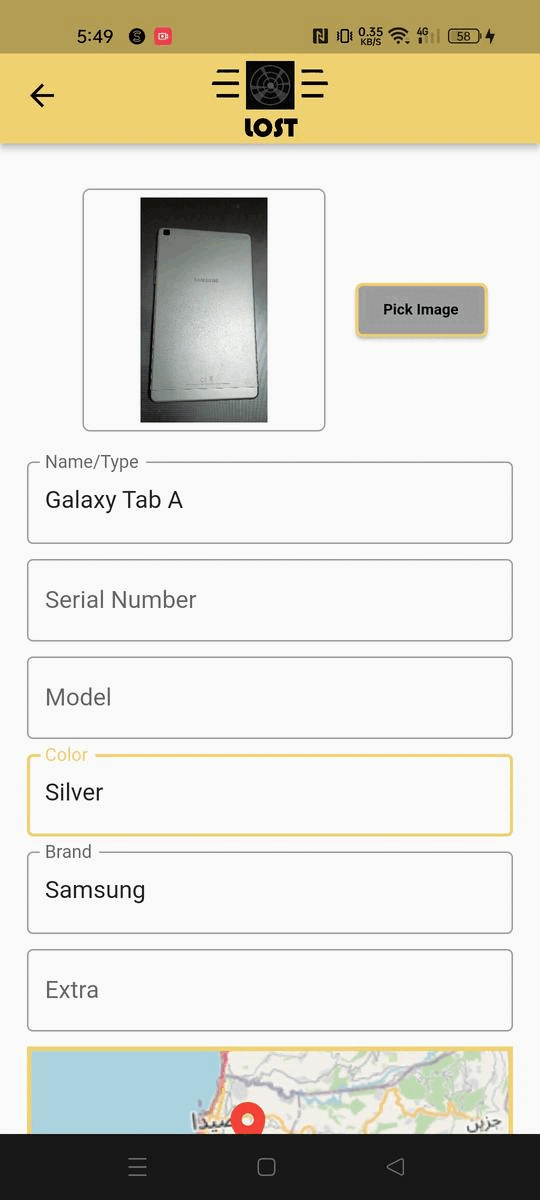 5:49
0.35
KB/S
4G
58
LOST
SAMSUNG
Pick Image
Name/Type
Galaxy Tab A
Serial Number
Model
Color
Silver
Brand
Samsung
Extra
صيدا
جزين